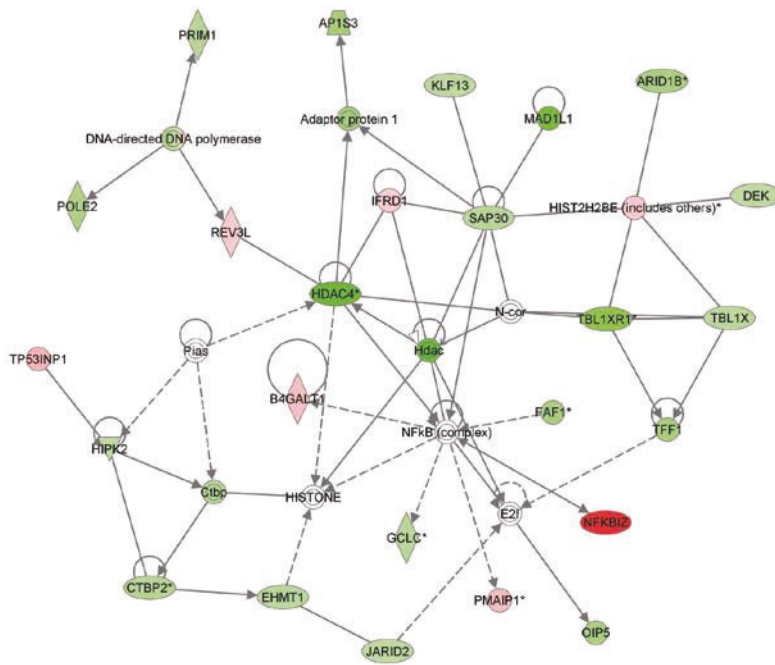 AP1S3
PRIM1
KLF13
ARID1B*
Adaptor protein 1
MAD1L1
DNA-directed DNA polymerase
IFRD1
DEK
POLE2
HIST2H2BE (includes others)*
SAP30
REV3L
HDAC4*
N-cor
TBL1XR1*
TBL1X
Pias
Hdac
TP53INP1
B4GALT1
FAF1*
NFkB (complex)
TFF1
HIPK2
Ctbp
HISTONE
E2f
NFKBIZ
GCLC*
CTBP2*
EHMT1
PMAIP1*
OIP5
JARID2